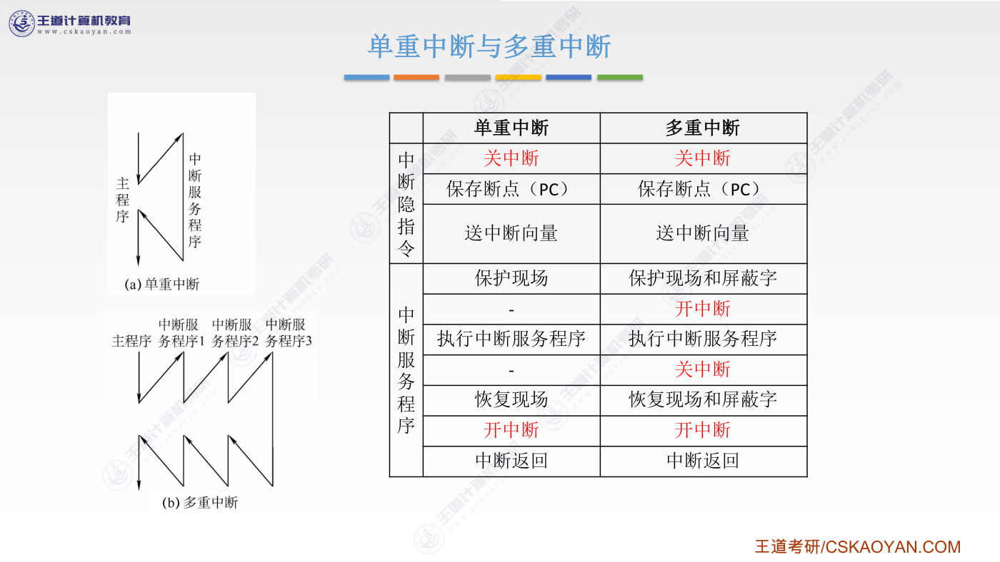 王道计算机教育
www.cskaoyan.com
单重中断与多重中断
主程序
中断服务程序
(a)单重中断
主程序 中断服务程序1 中断服务程序2 中断服务程序3
(b)多重中断
单重中断 多重中断
中断隐指令
关中断 关中断
保存断点（PC） 保存断点（PC）
送中断向量 送中断向量
中断服务程序
保护现场 保护现场和屏蔽字
- 开中断
执行中断服务程序 执行中断服务程序
- 关中断
恢复现场 恢复现场和屏蔽字
开中断 开中断
中断返回 中断返回
王道考研/CSKAOYAN.COM